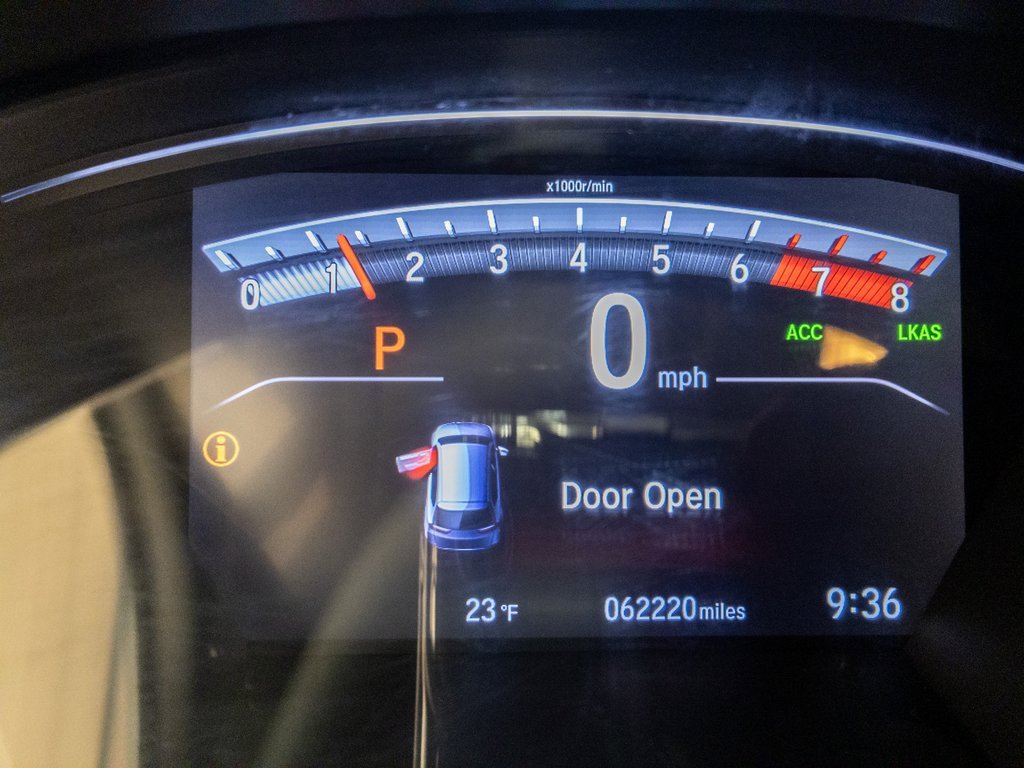 x1000r/min
0 1 2 3 4 5 6 7 8
P 0 mph ACC LKAS
i
Door Open
23 °F 062220 miles 9:36